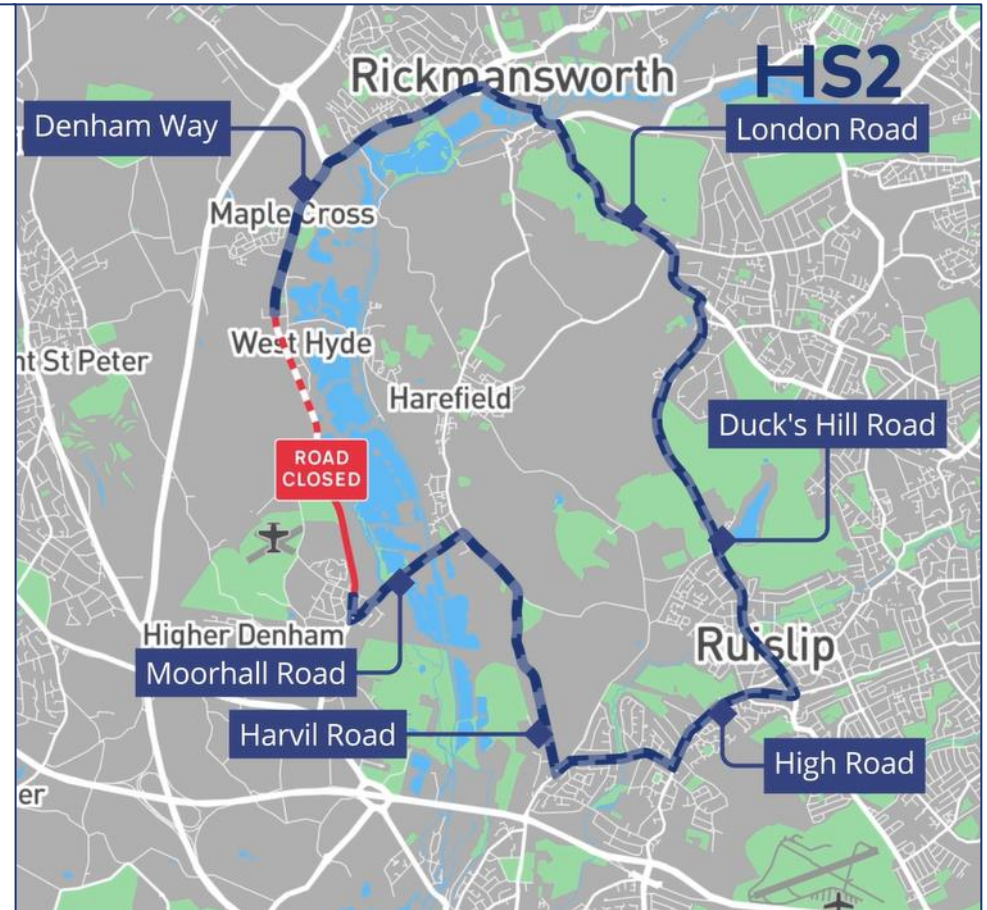 Rickmansworth
HS2
Denham Way
London Road
Maple Cross
West Hyde
nt St Peter
Harefield
Duck's Hill Road
ROAD
CLOSED
Higher Denham
Ruislip
Moorhall Road
Harvil Road
High Road
er